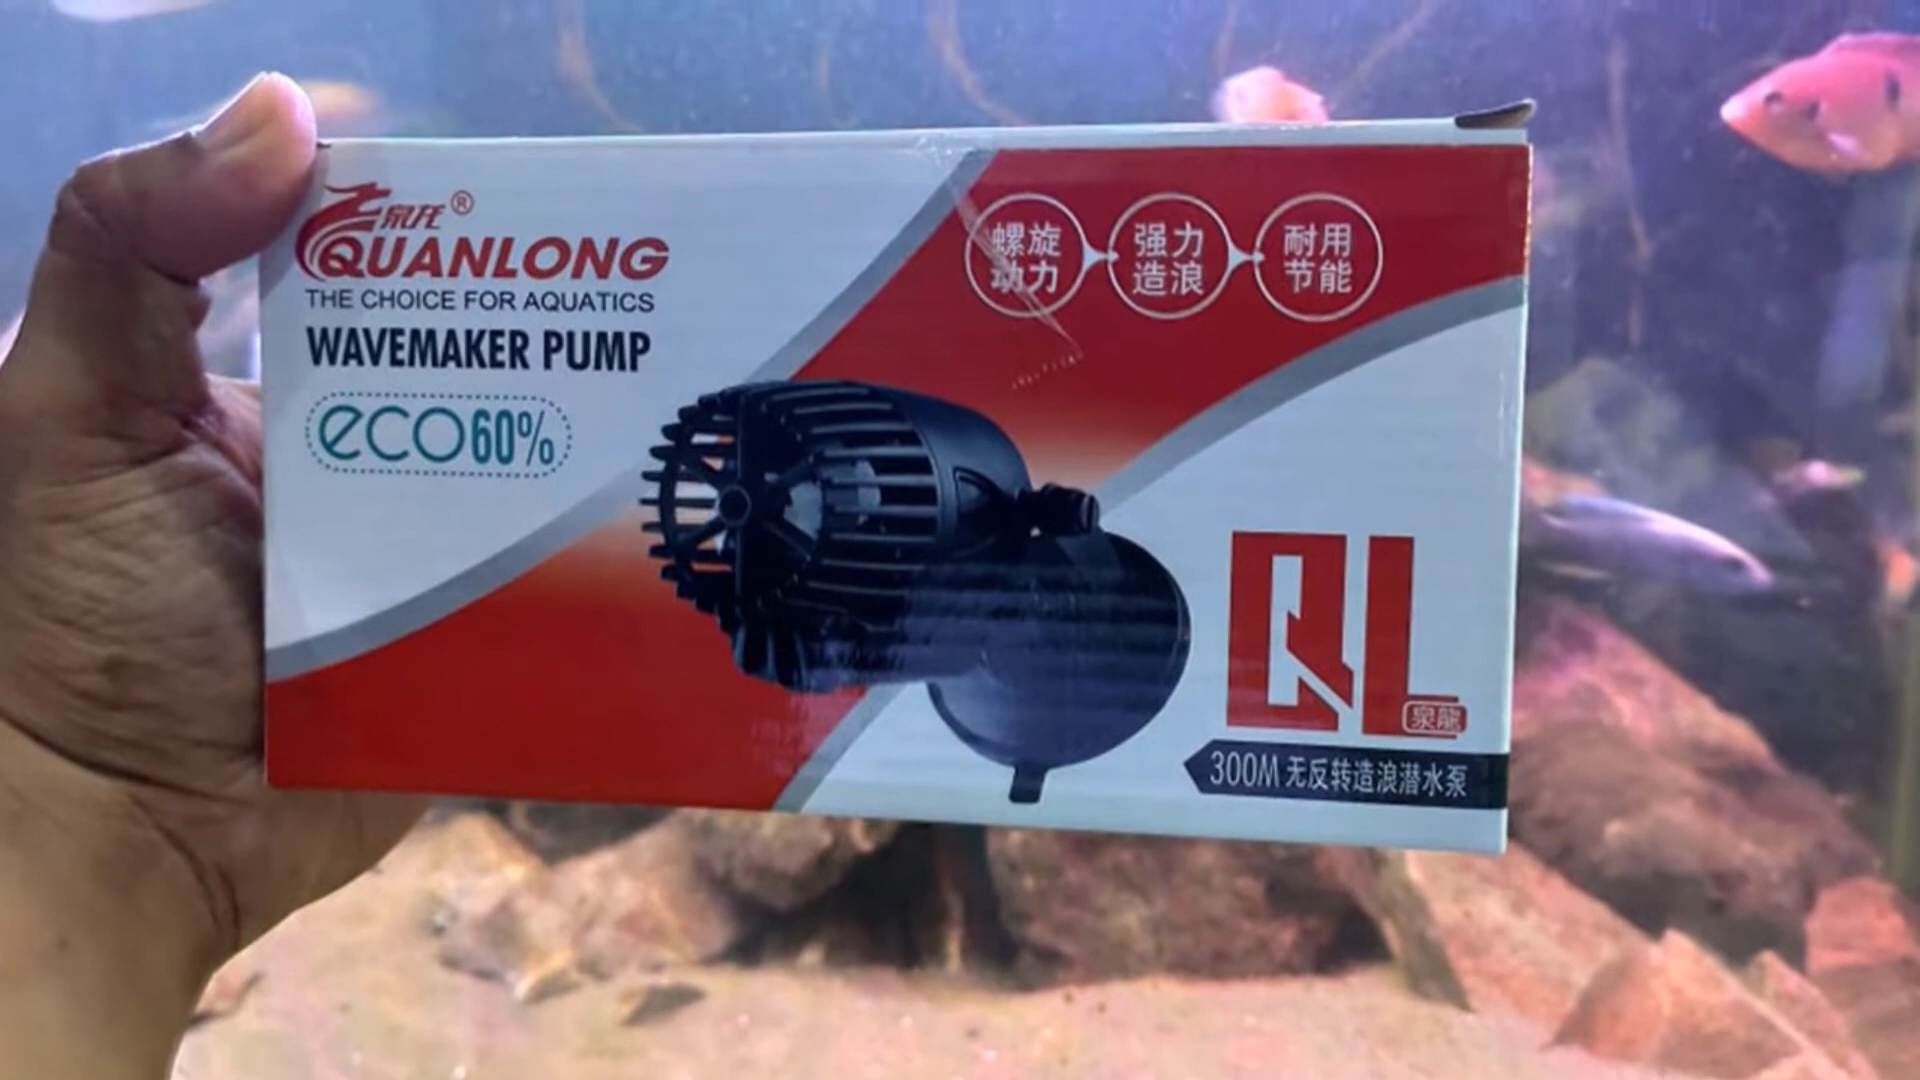 泉龙®
QUANLONG
THE CHOICE FOR AQUATICS
WAVEMAKER PUMP
eco60%
螺旋
动力
强力
造浪
耐用
节能
QL
泉龍
300M 无反转造浪潜水泵